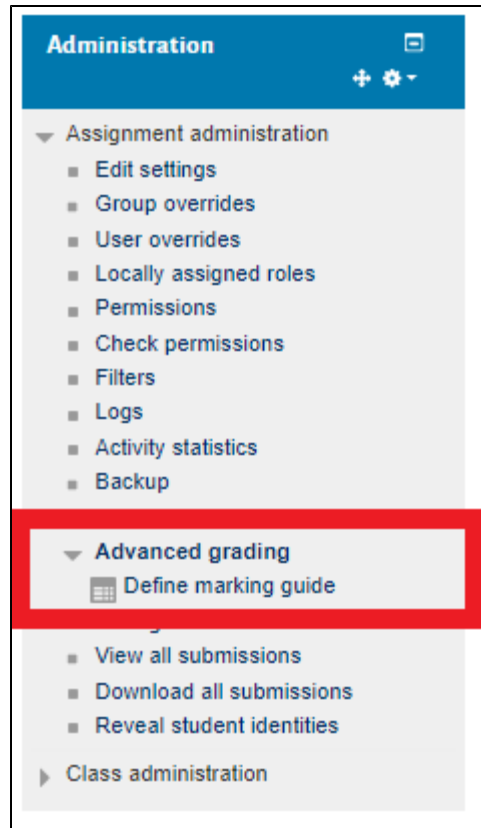 Administration
Assignment administration
Edit settings
Group overrides
User overrides
Locally assigned roles
Permissions
Check permissions
Filters
Logs
Activity statistics
Backup
Advanced grading
Define marking guide
View all submissions
Download all submissions
Reveal student identities
Class administration